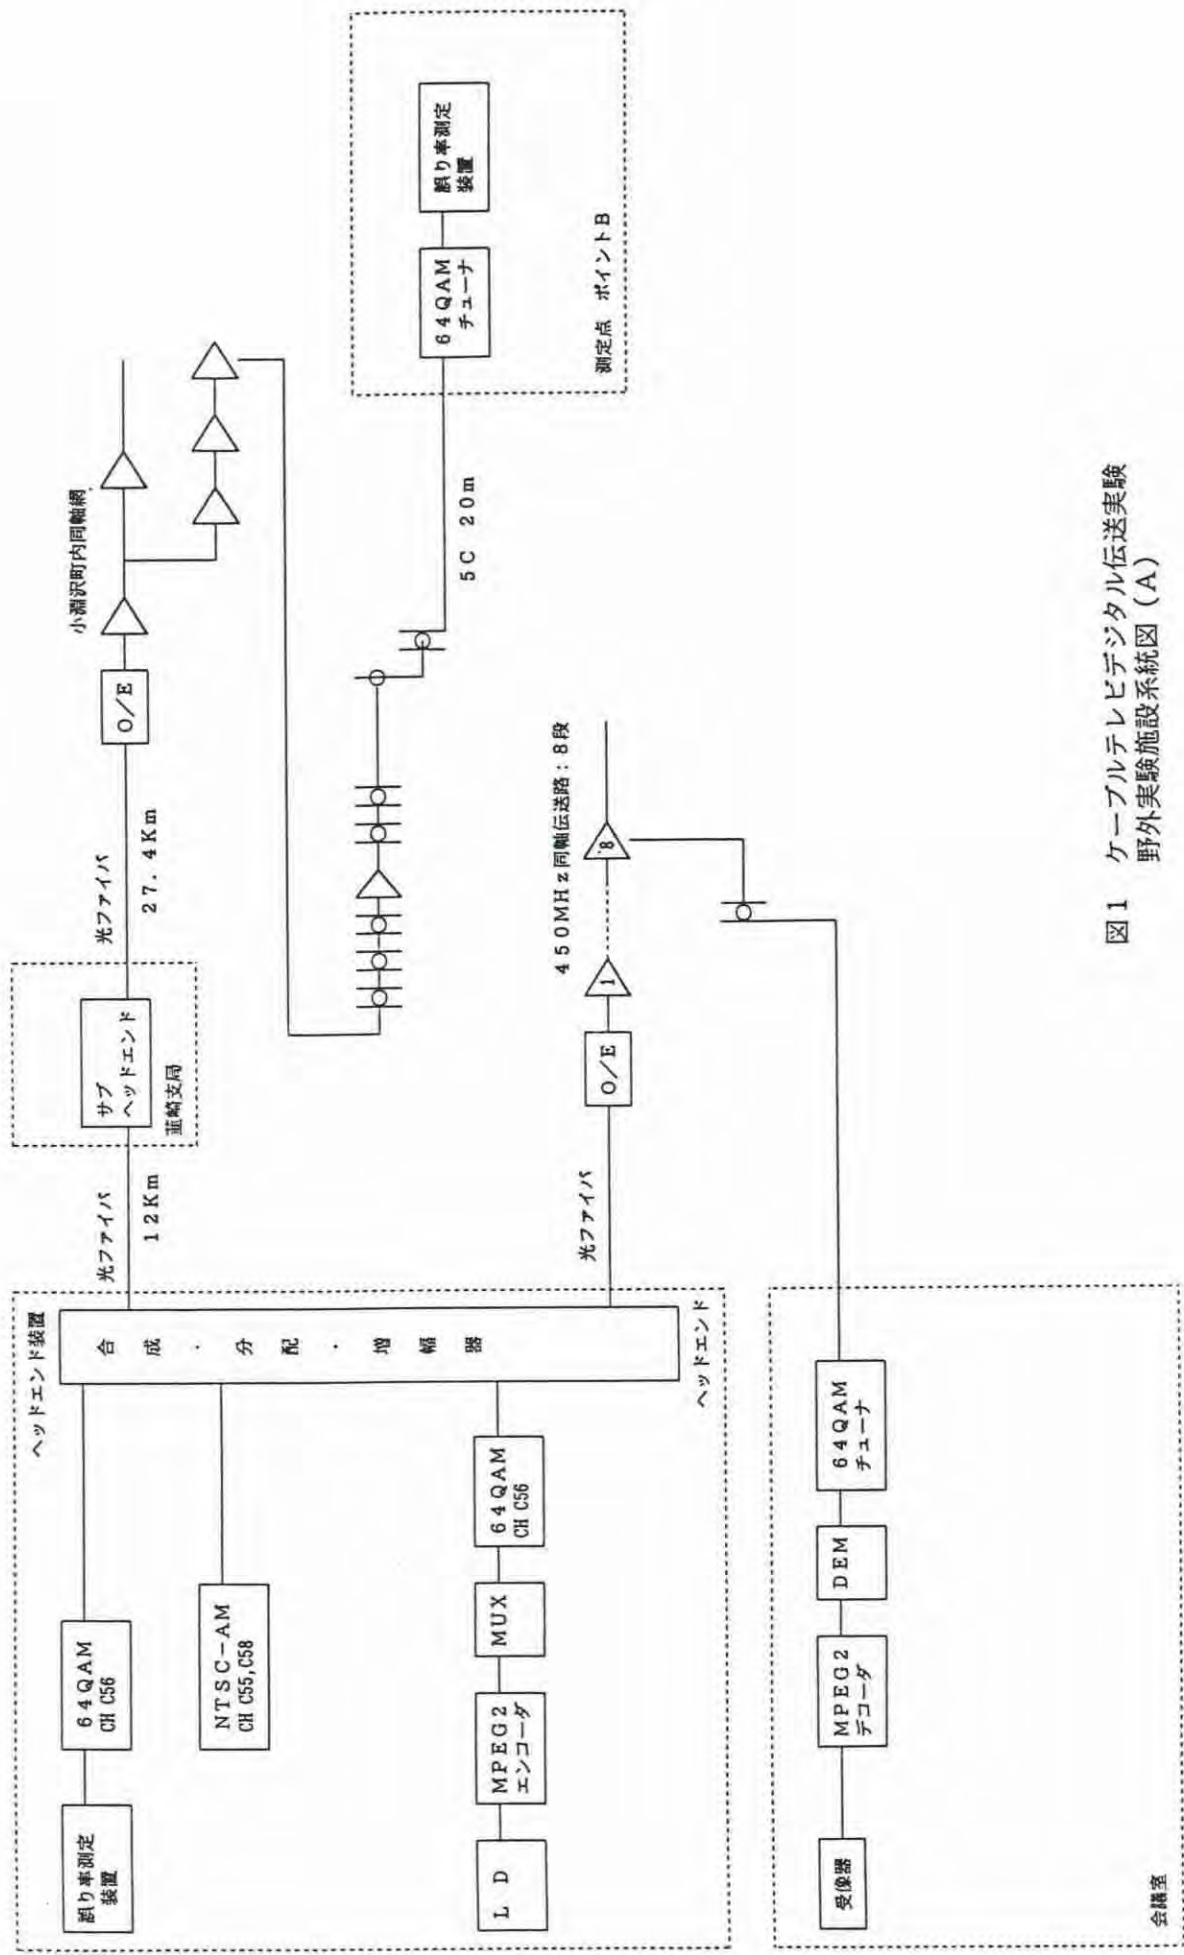 ヘッドエンド装置
誤り率測定
装置
64QAM
CH C56
NTSC-AM
CH C55,C58
LD
MPEG2
エンコーダ
MUX
64QAM
CH C56
合成・分配・増幅器
ヘッドエンド
光ファイバ
12Km
サブ
ヘッドエンド
韮崎支局
光ファイバ
27.4Km
O/E
小淵沢町内同軸網
5C 20m
64QAM
チューナ
誤り率測定
装置
測定点 ポイントB
光ファイバ
O/E
450MHz同軸伝送路:8段
1
8
受像器
MPEG2
デコーダ
DEM
64QAM
チューナ
会議室
図1 ケーブルテレビデジタル伝送実験
野外実験施設系統図(A)